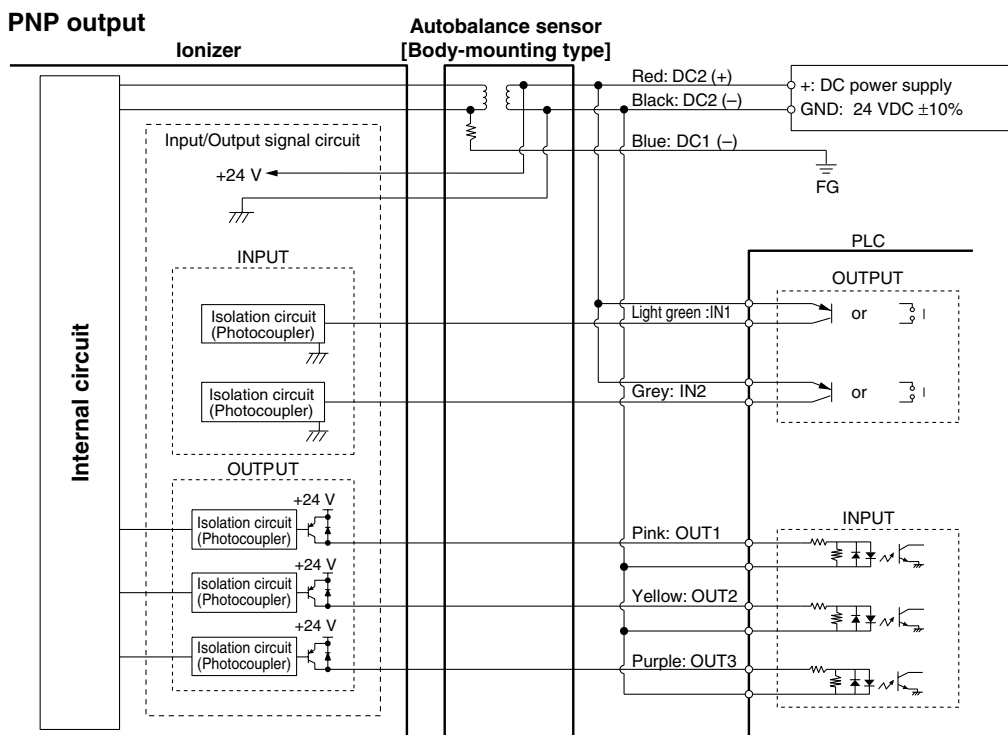 PNP output
Autobalance sensor
[Body-mounting type]
Ionizer
Red: DC2 (+)
+: DC power supply
Black: DC2 (–)
GND: 24 VDC ±10%
Blue: DC1 (–)
FG
Input/Output signal circuit
+24 V
PLC
INPUT
OUTPUT
Isolation circuit
(Photocoupler)
Light green :IN1
or
Isolation circuit
(Photocoupler)
Grey: IN2
or
Internal circuit
OUTPUT
+24 V
Isolation circuit
(Photocoupler)
Pink: OUT1
INPUT
+24 V
Isolation circuit
(Photocoupler)
Yellow: OUT2
+24 V
Isolation circuit
(Photocoupler)
Purple: OUT3